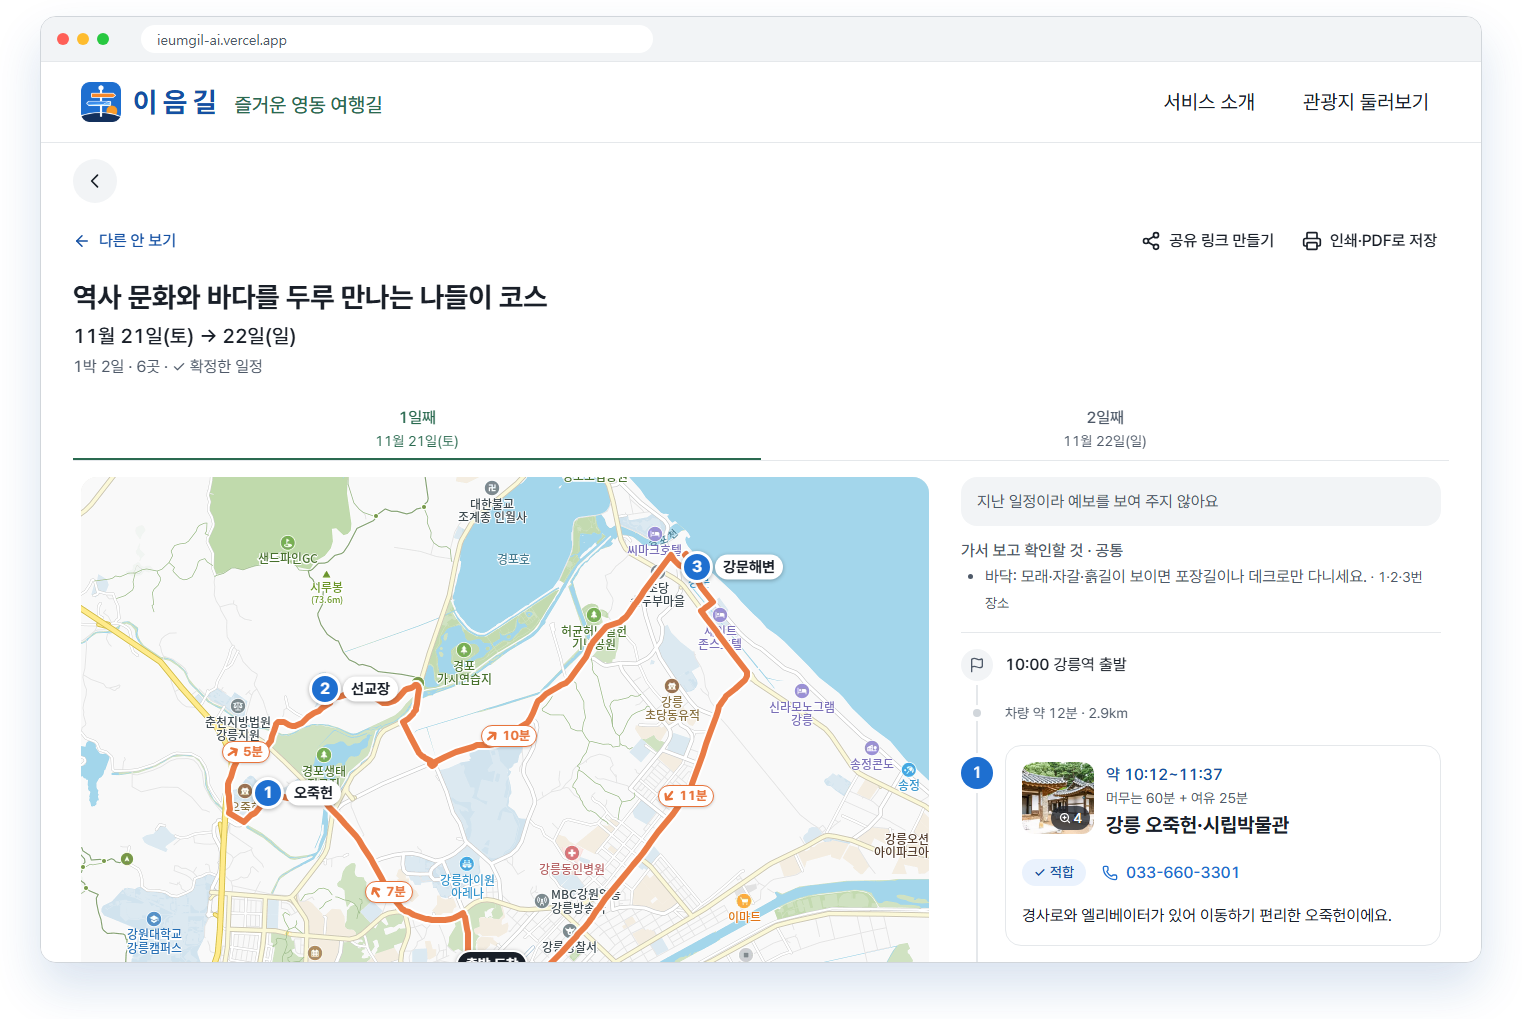 ieumgil-ai.vercel.app
이음길 즐거운 영동 여행길
서비스 소개
관광지 둘러보기
다른 안 보기
공유 링크 만들기
인쇄·PDF로 저장
역사 문화와 바다를 두루 만나는 나들이 코스
11월 21일(토) → 22일(일)
1박 2일 · 6곳 · ✓ 확정한 일정
1일째
11월 21일(토)
2일째
11월 22일(일)
대한불교
조계종 인월사
샌드파인GC
시루봉
(73.6m)
경포호
씨마크호텔
3 강문해변
초당
두부마을
경포
가시연습지
2 선교장
강릉
초당동유적
신라모노그램
강릉
춘천지방법원
강릉지원
5분
10분
송정콘도
송정
경포생태
1 오죽헌
11분
강릉오션
아이파크아
강릉동인병원
강릉하이원
아레나
7분
이마트
강원대학교
강릉캠퍼스
지난 일정이라 예보를 보여 주지 않아요
가서 보고 확인할 것 · 공통
바닥: 모래·자갈·흙길이 보이면 포장길이나 데크로만 다니세요. · 1·2·3번
장소
10:00 강릉역 출발
차량 약 12분 · 2.9km
1
약 10:12~11:37
머무는 60분 + 여유 25분
강릉 오죽헌·시립박물관
4
✓ 적합
033-660-3301
경사로와 엘리베이터가 있어 이동하기 편리한 오죽헌이에요.